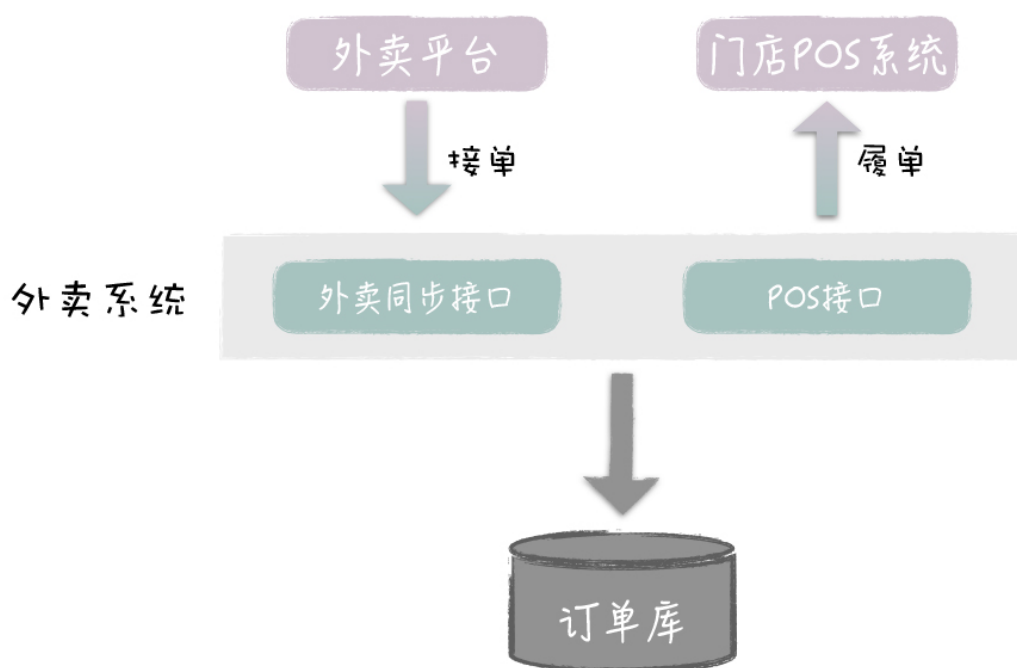 外卖平台
门店POS系统
接单
履单
外卖系统
外卖同步接口
POS接口
订单库